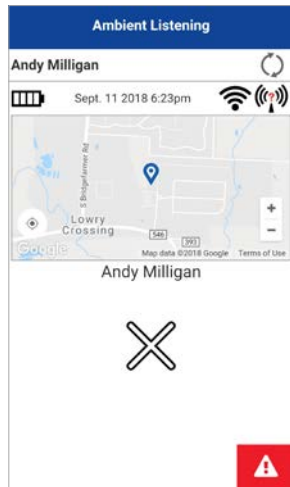 Ambient Listening
Andy Milligan
Sept. 11 2018 6:23pm
(?)
S Bridgefarmer Rd
Lowry
Crossing
546
393
+
−
Google
Map data ©2018 Google Terms of Use
Andy Milligan